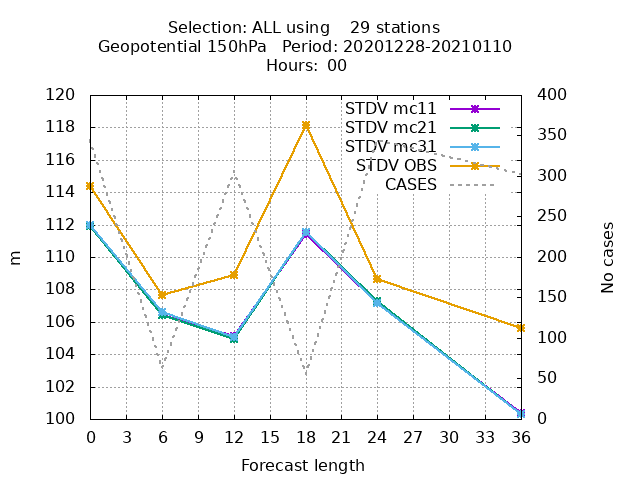 Selection: ALL using    29 stations
Geopotential 150hPa   Period: 20201228-20210110
Hours:  00
STDV mc11
STDV mc21
STDV mc31
STDV OBS
CASES
120
118
116
114
112
110
108
106
104
102
100
m
400
350
300
250
200
150
100
50
0
No cases
0 3 6 9 12 15 18 21 24 27 30 33 36
Forecast length